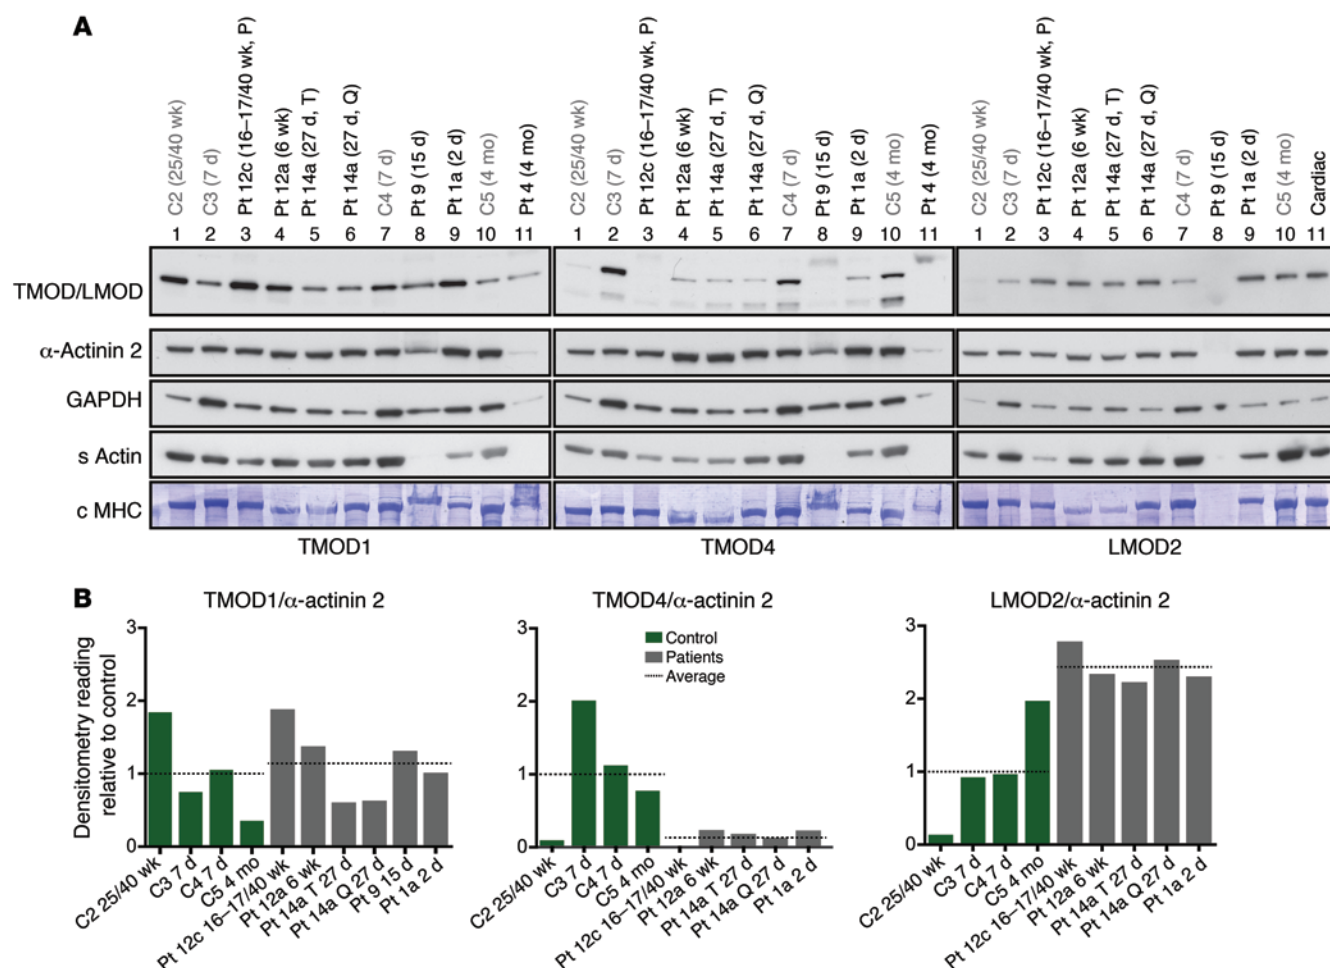 A
C2 (25/40 wk)
C3 (7 d)
Pt 12c (16–17/40 wk, P)
Pt 12a (6 wk)
Pt 14a (27 d, T)
Pt 14a (27 d, Q)
C4 (7 d)
Pt 9 (15 d)
Pt 1a (2 d)
C5 (4 mo)
Pt 4 (4 mo)
C2 (25/40 wk)
C3 (7 d)
Pt 12c (16–17/40 wk, P)
Pt 12a (6 wk)
Pt 14a (27 d, T)
Pt 14a (27 d, Q)
C4 (7 d)
Pt 9 (15 d)
Pt 1a (2 d)
C5 (4 mo)
Pt 4 (4 mo)
C2 (25/40 wk)
C3 (7 d)
Pt 12c (16–17/40 wk, P)
Pt 12a (6 wk)
Pt 14a (27 d, T)
Pt 14a (27 d, Q)
C4 (7 d)
Pt 9 (15 d)
Pt 1a (2 d)
C5 (4 mo)
Cardiac
1 2 3 4 5 6 7 8 9 10 11 1 2 3 4 5 6 7 8 9 10 11 1 2 3 4 5 6 7 8 9 10 11
TMOD/LMOD
α-Actinin 2
GAPDH
s Actin
c MHC
TMOD1 TMOD4 LMOD2
B
TMOD1/α-actinin 2
Densitometry reading
relative to control
3
2
1
0
C2 25/40 wk
C3 7 d
C4 7 d
C5 4 mo
Pt 12c 16–17/40 wk
Pt 12a 6 wk
Pt 14a T 27 d
Pt 14a Q 27 d
Pt 9 15 d
Pt 1a 2 d
TMOD4/α-actinin 2
Control
Patients
Average
3
2
1
0
C2 25/40 wk
C3 7 d
C4 7 d
C5 4 mo
Pt 12c 16–17/40 wk
Pt 12a 6 wk
Pt 14a T 27 d
Pt 14a Q 27 d
Pt 1a 2 d
LMOD2/α-actinin 2
3
2
1
0
C2 25/40 wk
C3 7 d
C4 7 d
C5 4 mo
Pt 12c 16–17/40 wk
Pt 12a 6 wk
Pt 14a T 27 d
Pt 14a Q 27 d
Pt 1a 2 d